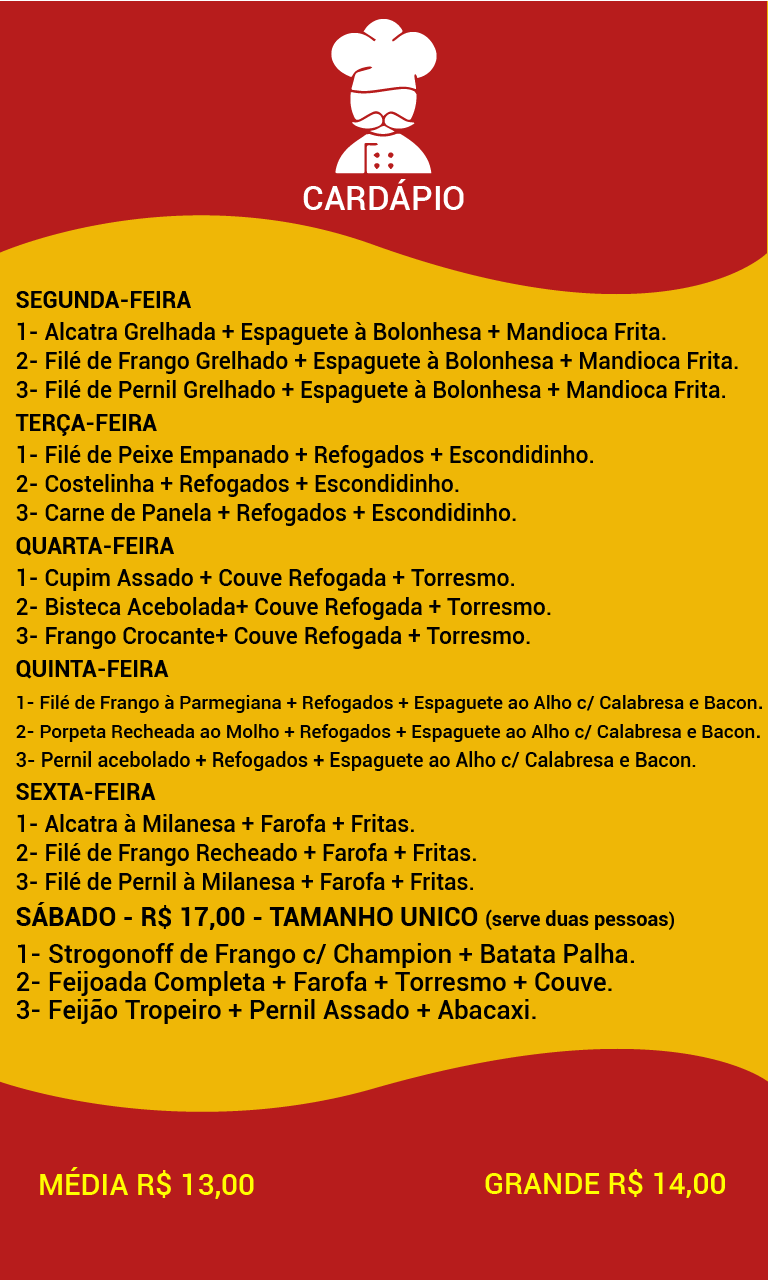 CARDÁPIO
SEGUNDA-FEIRA
1- Alcatra Grelhada + Espaguete à Bolonhesa + Mandioca Frita.
2- Filé de Frango Grelhado + Espaguete à Bolonhesa + Mandioca Frita.
3- Filé de Pernil Grelhado + Espaguete à Bolonhesa + Mandioca Frita.
TERÇA-FEIRA
1- Filé de Peixe Empanado + Refogados + Escondidinho.
2- Costelinha + Refogados + Escondidinho.
3- Carne de Panela + Refogados + Escondidinho.
QUARTA-FEIRA
1- Cupim Assado + Couve Refogada + Torresmo.
2- Bisteca Acebolada+ Couve Refogada + Torresmo.
3- Frango Crocante+ Couve Refogada + Torresmo.
QUINTA-FEIRA
1- Filé de Frango à Parmegiana + Refogados + Espaguete ao Alho c/ Calabresa e Bacon.
2- Porpeta Recheada ao Molho + Refogados + Espaguete ao Alho c/ Calabresa e Bacon.
3- Pernil acebolado + Refogados + Espaguete ao Alho c/ Calabresa e Bacon.
SEXTA-FEIRA
1- Alcatra à Milanesa + Farofa + Fritas.
2- Filé de Frango Recheado + Farofa + Fritas.
3- Filé de Pernil à Milanesa + Farofa + Fritas.
SÁBADO - R$ 17,00 - TAMANHO UNICO (serve duas pessoas)
1- Strogonoff de Frango c/ Champion + Batata Palha.
2- Feijoada Completa + Farofa + Torresmo + Couve.
3- Feijão Tropeiro + Pernil Assado + Abacaxi.
MÉDIA R$ 13,00
GRANDE R$ 14,00